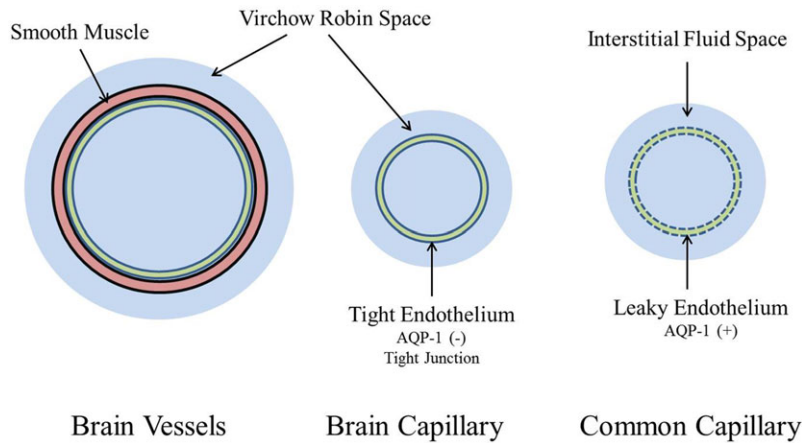 Smooth Muscle
Virchow Robin Space
Interstitial Fluid Space
Tight Endothelium
AQP-1 (-)
Tight Junction
Leaky Endothelium
AQP-1 (+)
Brain Vessels
Brain Capillary
Common Capillary